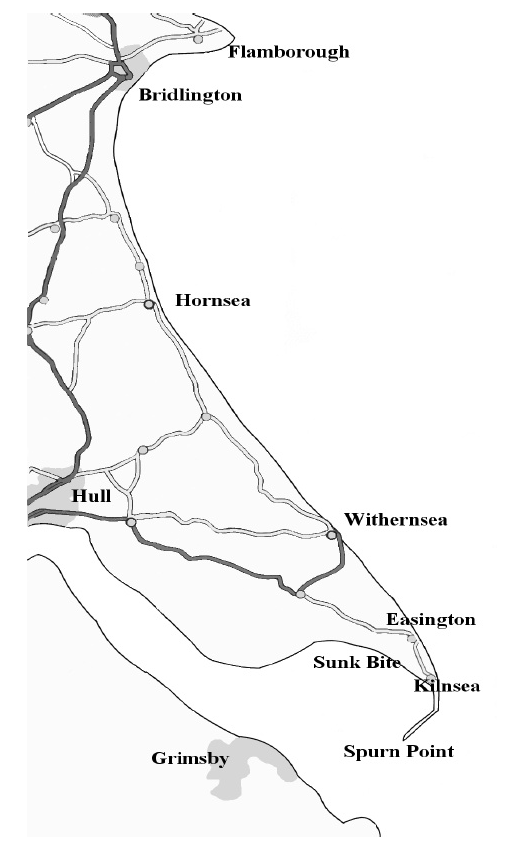 Flamborough
Bridlington
Hornsea
Hull
Withernsea
Easington
Sunk Bite
Kilnsea
Spurn Point
Grimsby